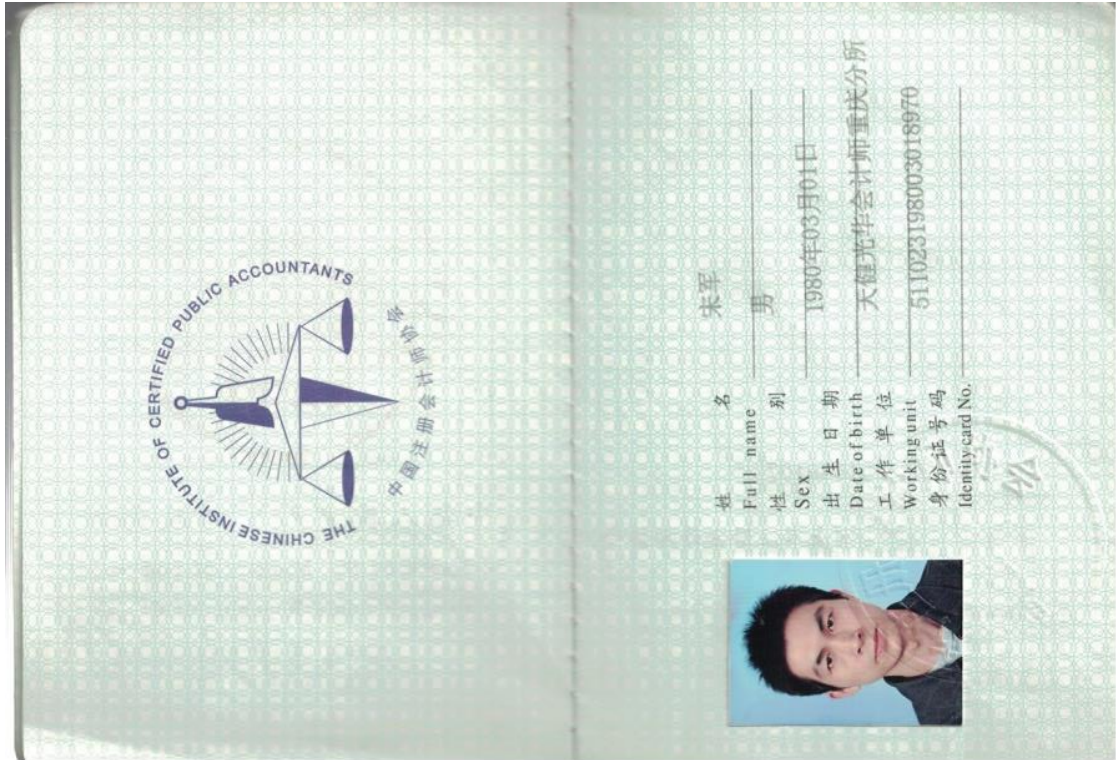 THE CHINESE INSTITUTE OF CERTIFIED PUBLIC ACCOUNTANTS
中国注册会计师协会
姓 名 宋军
Full name
性 别 男
Sex
出 生 日 期 1980年03月01日
Date of birth
工 作 单 位 天健光华会计师重庆分所
Working unit
身 份 证 号 码 511023198003018970
Identity card No.